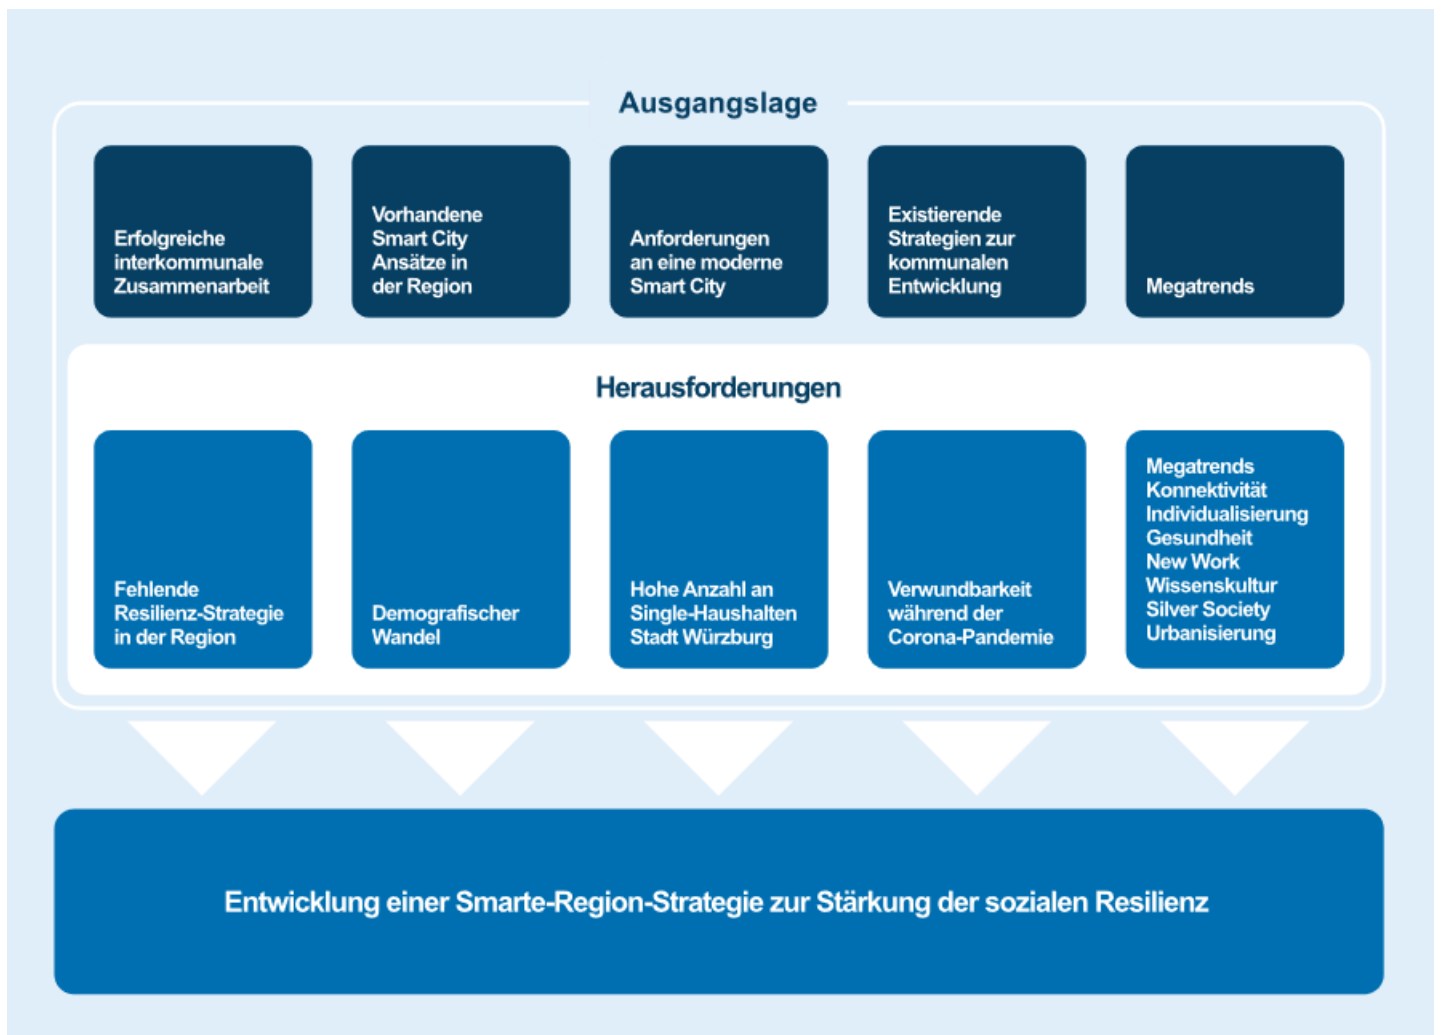 Ausgangslage
Erfolgreiche
interkommunale
Zusammenarbeit
Vorhandene
Smart City
Ansätze in
der Region
Anforderungen
an eine moderne
Smart City
Existierende
Strategien zur
kommunalen
Entwicklung
Megatrends
Herausforderungen
Fehlende
Resilienz-Strategie
in der Region
Demografischer
Wandel
Hohe Anzahl an
Single-Haushalten
Stadt Würzburg
Verwundbarkeit
während der
Corona-Pandemie
Megatrends
Konnektivität
Individualisierung
Gesundheit
New Work
Wissenskultur
Silver Society
Urbanisierung
Entwicklung einer Smarte-Region-Strategie zur Stärkung der sozialen Resilienz